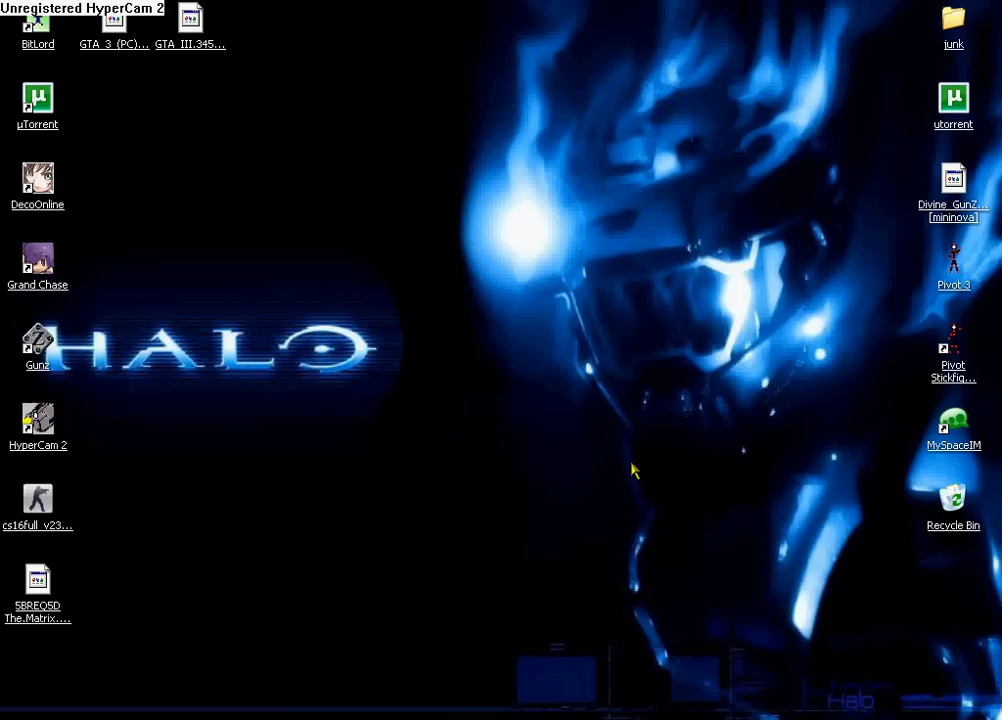 Unregistered HyperCam 2
BitLord
GTA_3_(PC)...
GTA_III.345...
junk
µ
µTorrent
µ
utorrent
DecoOnline
Divine_GunZ...
[mininova]
Grand Chase
Pivot 3
HALO
Gunz
Pivot
Stickfig...
HyperCam 2
MySpaceIM
cs16full_v23...
Recycle Bin
5BREQ5D
The.Matrix....
Halo